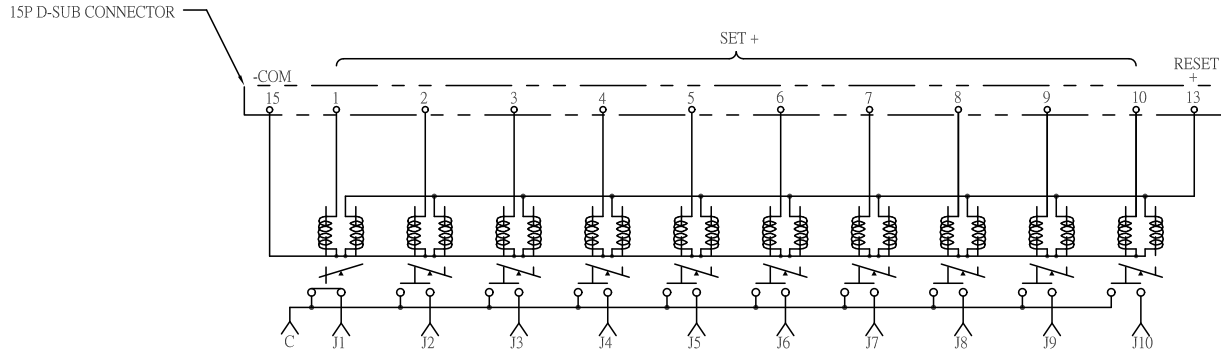 15P D-SUB CONNECTOR
SET +
-COM
RESET
+
15 1 2 3 4 5 6 7 8 9 10 13
C J1 J2 J3 J4 J5 J6 J7 J8 J9 J10